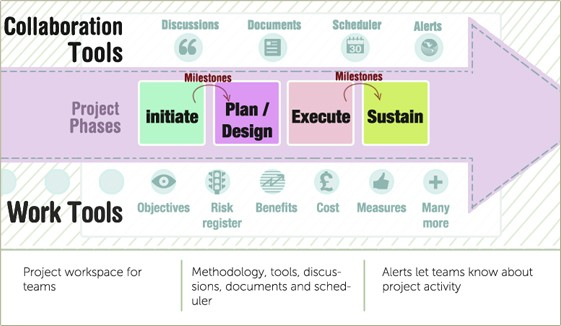 Collaboration
Tools
Discussions
Documents
Scheduler
Alerts
30
Milestones
Milestones
Project
Phases
initiate
Plan /
Design
Execute
Sustain
Work Tools
£
Objectives
Risk
register
Benefits
Cost
Measures
Many
more
Project workspace for
teams
Methodology, tools, discus-
sions, documents and sched-
uler
Alerts let teams know about
project activity